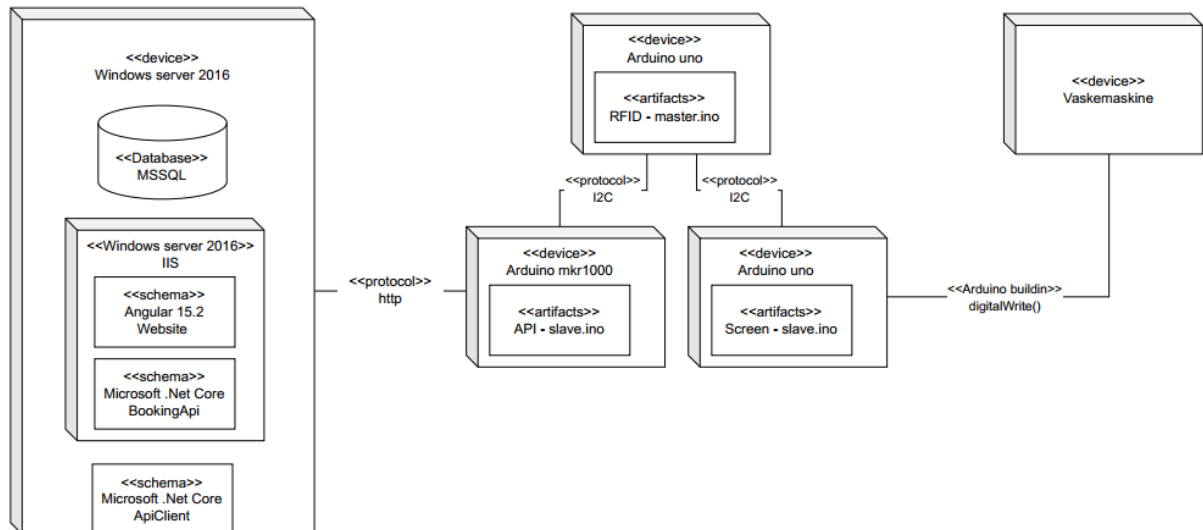 <<device>>
Windows server 2016
<<Database>>
MSSQL
<<Windows server 2016>>
IIS
<<schema>>
Angular 15.2
Website
<<schema>>
Microsoft .Net Core
BookingApi
<<schema>>
Microsoft .Net Core
ApiClient
<<protocol>>
http
<<device>>
Arduino uno
<<artifacts>>
RFID - master.ino
<<protocol>>
I2C
<<protocol>>
I2C
<<device>>
Arduino mkr1000
<<artifacts>>
API - slave.ino
<<device>>
Arduino uno
<<artifacts>>
Screen - slave.ino
<<Arduino buildin>>
digitalWrite()
<<device>>
Vaskemaskine